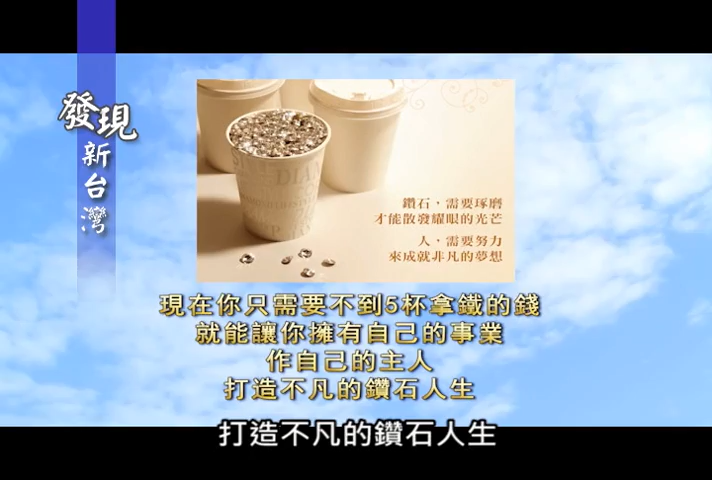 發現
新
台
灣
鑽石，需要琢磨
才能散發耀眼的光芒
人，需要努力
來成就非凡的夢想
現在你只需要不到5杯拿鐵的錢
就能讓你擁有自己的事業
作自己的主人
打造不凡的鑽石人生
打造不凡的鑽石人生